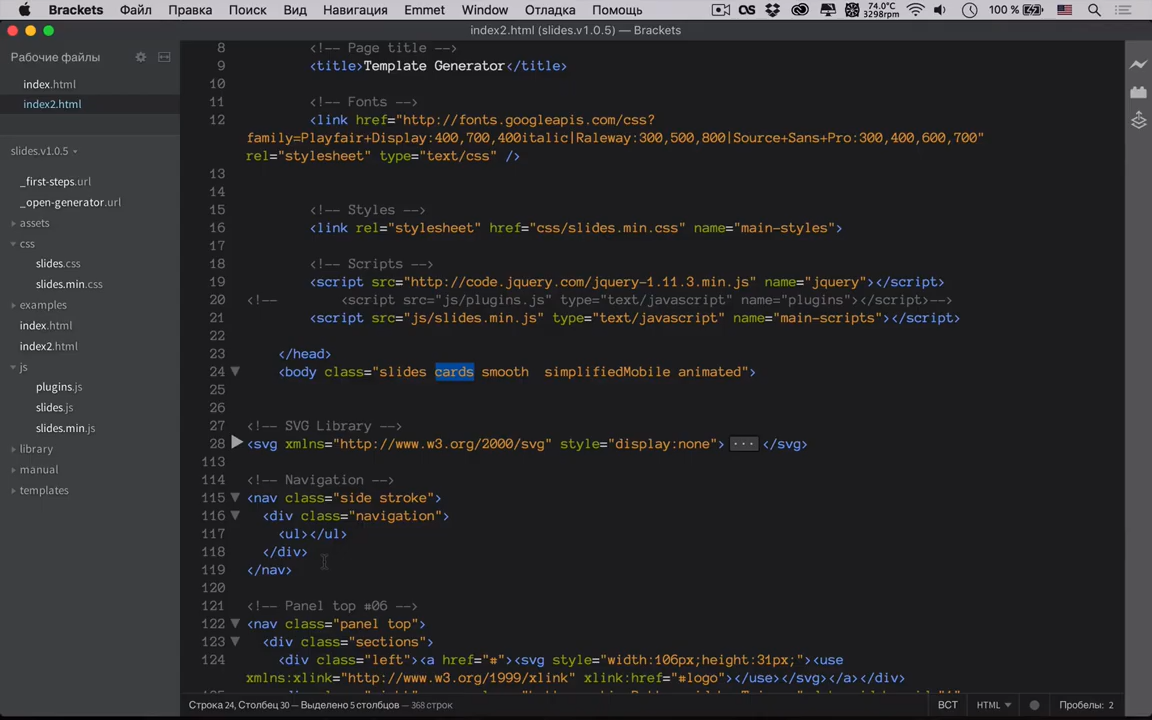 Brackets Файл Правка Поиск Вид Навигация Emmet Window Отладка Помощь OS 74.0°C 3298rpm 100 %
index2.html (slides.v1.0.5) — Brackets
Рабочие файлы
index.html
index2.html
slides.v1.0.5
_first-steps.url
_open-generator.url
assets
css
slides.css
slides.min.css
examples
index.html
index2.html
js
plugins.js
slides.js
slides.min.js
library
manual
templates
8 <!-- Page title -->
9 <title>Template Generator</title>
10
11 <!-- Fonts -->
12 <link href="http://fonts.googleapis.com/css?
family=Playfair+Display:400,700,400italic|Raleway:300,500,800|Source+Sans+Pro:300,400,600,700"
rel="stylesheet" type="text/css" />
13
14
15 <!-- Styles -->
16 <link rel="stylesheet" href="css/slides.min.css" name="main-styles">
17
18 <!-- Scripts -->
19 <script src="http://code.jquery.com/jquery-1.11.3.min.js" name="jquery"></script>
20 <!-- <script src="js/plugins.js" type="text/javascript" name="plugins"></script>-->
21 <script src="js/slides.min.js" type="text/javascript" name="main-scripts"></script>
22
23 </head>
24 <body class="slides cards smooth  simplifiedMobile animated">
25
26
27 <!-- SVG Library -->
28 <svg xmlns="http://www.w3.org/2000/svg" style="display:none"> ... </svg>
113
114 <!-- Navigation -->
115 <nav class="side stroke">
116 <div class="navigation">
117 <ul></ul>
118 </div>
119 </nav>
120
121 <!-- Panel top #06 -->
122 <nav class="panel top">
123 <div class="sections">
124 <div class="left"><a href="#"><svg style="width:106px;height:31px;"><use
xmlns:xlink="http://www.w3.org/1999/xlink" xlink:href="#logo"></use></svg></a></div>
Строка 24, Столбец 30 — Выделено 5 столбцов — 368 строк ВСТ HTML Пробелы: 2